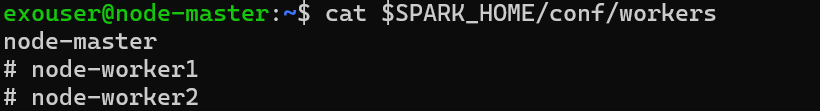 exouser@node-master:~$ cat $SPARK_HOME/conf/workers
node-master
# node-worker1
# node-worker2